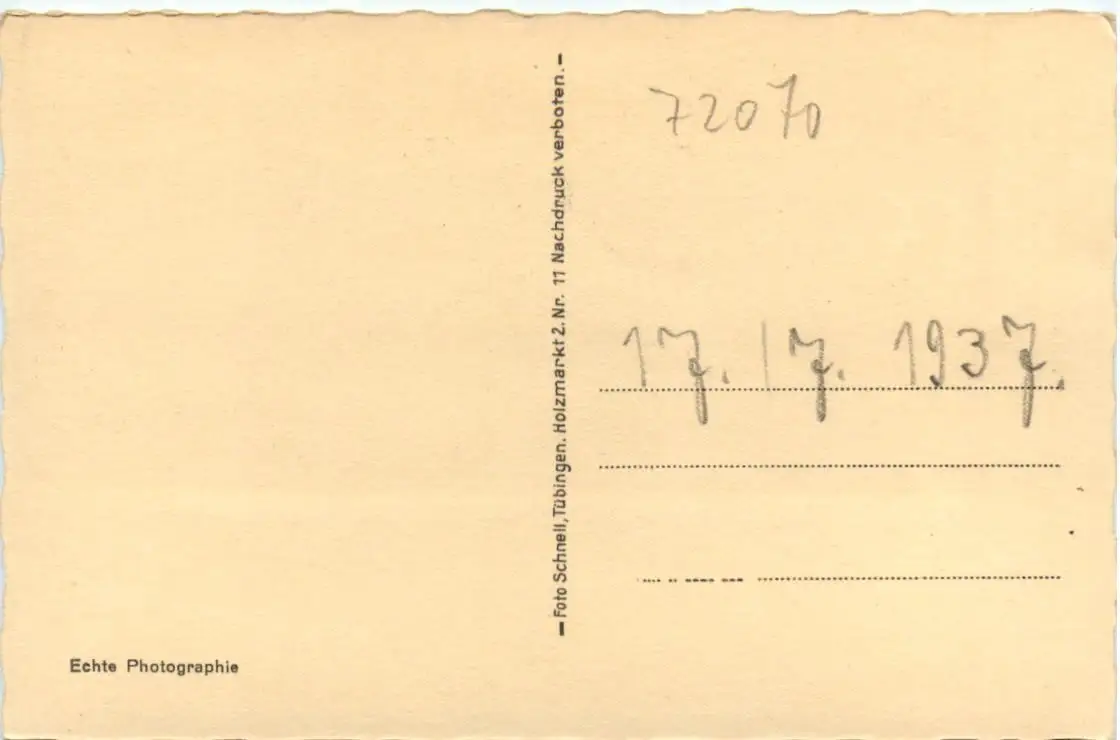 72070
— Foto Schnell, Tübingen. Holzmarkt 2. Nr. 11 Nachdruck verboten. —
17. 7. 1937.
Echte Photographie